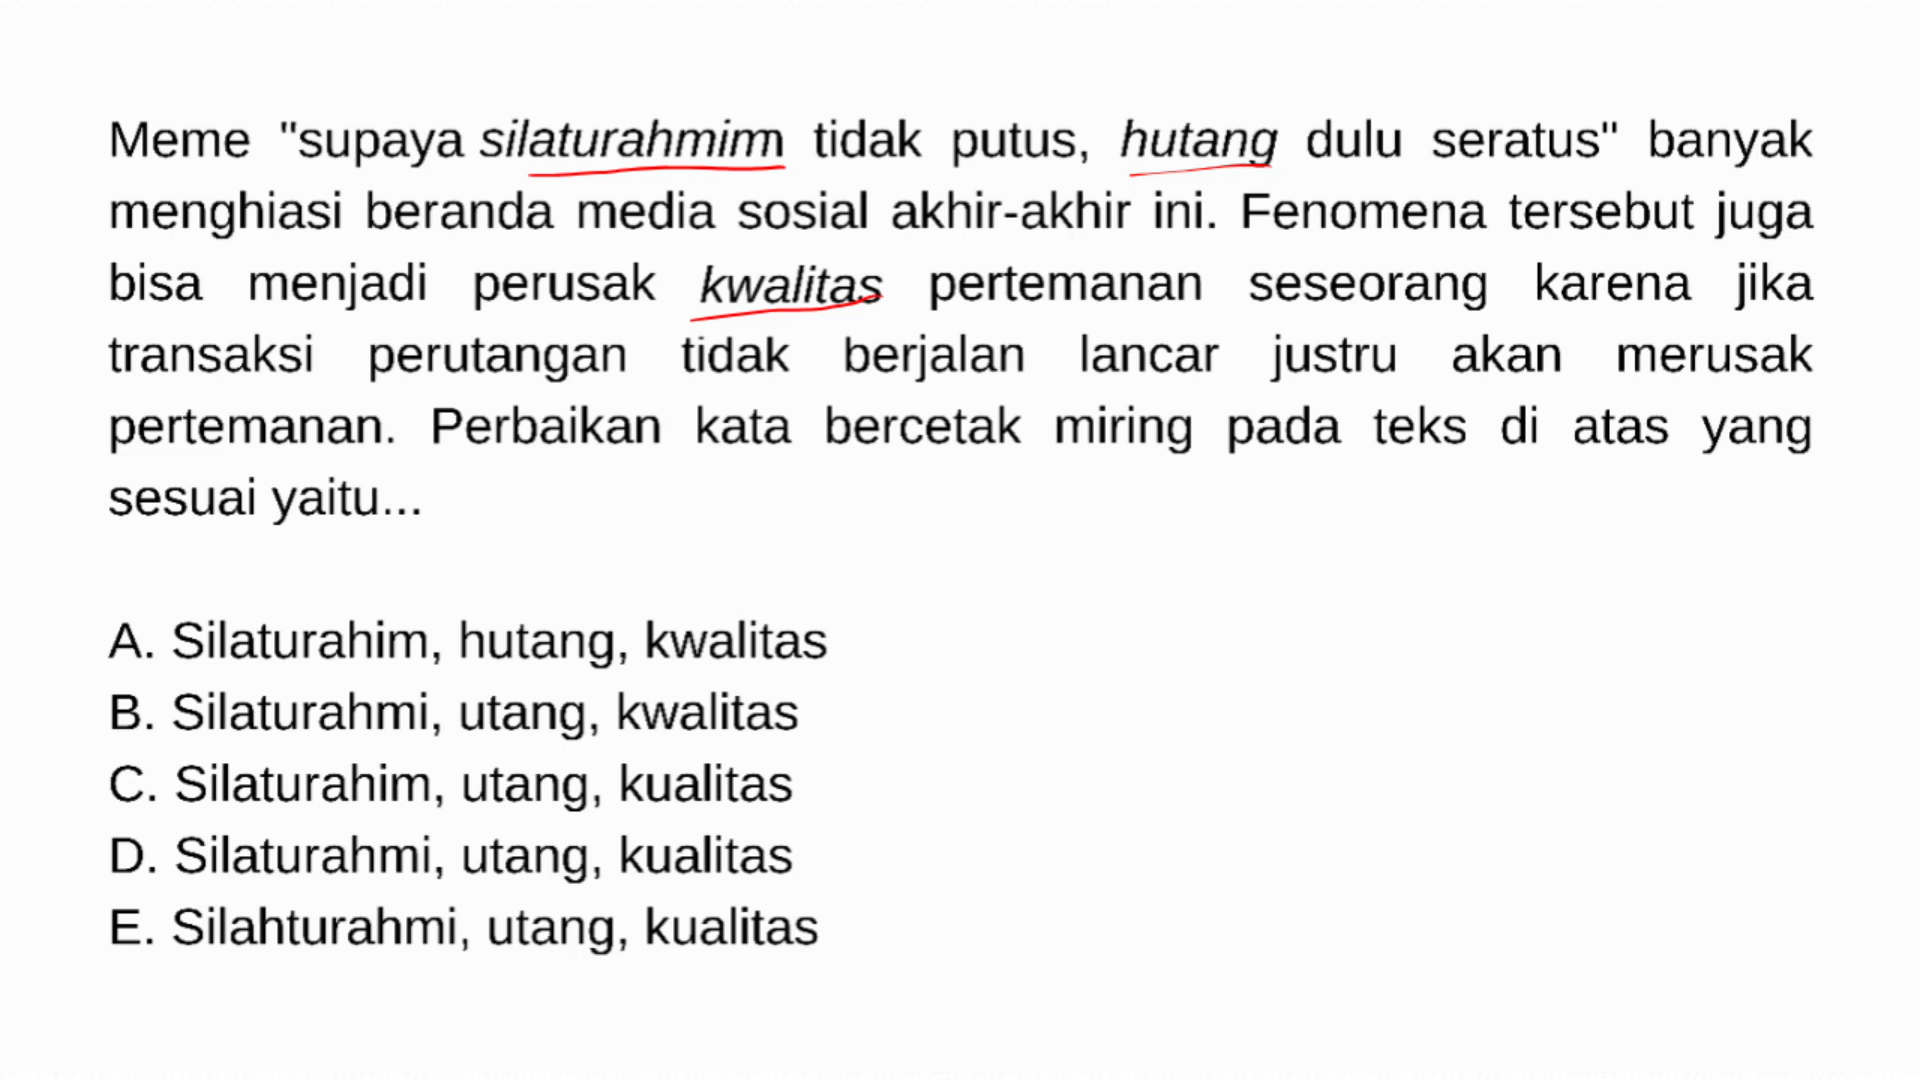 Meme "supaya silaturahmim tidak putus, hutang dulu seratus" banyak
menghiasi beranda media sosial akhir-akhir ini. Fenomena tersebut juga
bisa menjadi perusak kwalitas pertemanan seseorang karena jika
transaksi perutangan tidak berjalan lancar justru akan merusak
pertemanan. Perbaikan kata bercetak miring pada teks di atas yang
sesuai yaitu...
A. Silaturahim, hutang, kwalitas
B. Silaturahmi, utang, kwalitas
C. Silaturahim, utang, kualitas
D. Silaturahmi, utang, kualitas
E. Silahturahmi, utang, kualitas